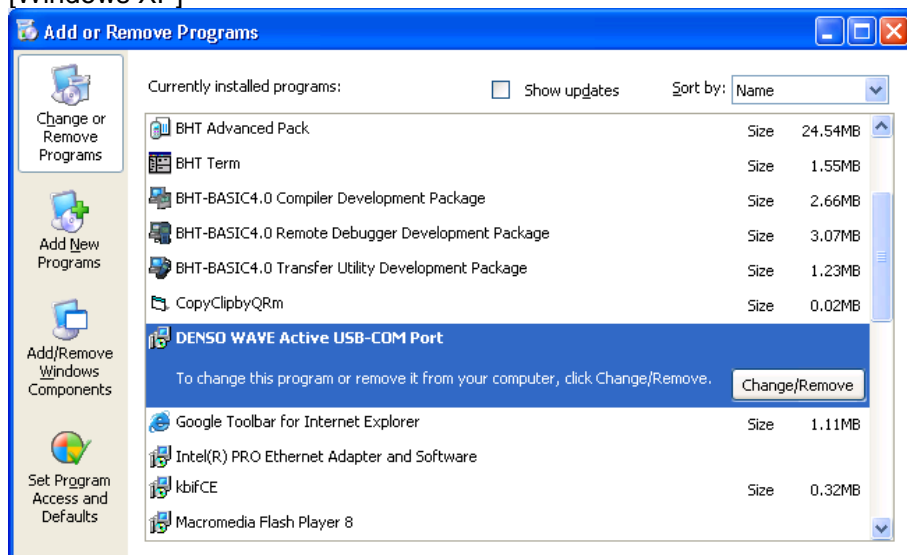 [Windows XP]
Add or Remove Programs
Change or
Remove
Programs
Add New
Programs
Add/Remove
Windows
Components
Set Program
Access and
Defaults
Currently installed programs:
Show updates
Sort by: Name
BHT Advanced Pack Size 24.54MB
BHT Term Size 1.55MB
BHT-BASIC4.0 Compiler Development Package Size 2.66MB
BHT-BASIC4.0 Remote Debugger Development Package Size 3.07MB
BHT-BASIC4.0 Transfer Utility Development Package Size 1.23MB
CopyClipbyQRm Size 0.02MB
DENSO WAVE Active USB-COM Port
To change this program or remove it from your computer, click Change/Remove. Change/Remove
Google Toolbar for Internet Explorer Size 1.11MB
Intel(R) PRO Ethernet Adapter and Software
kbifCE Size 0.32MB
Macromedia Flash Player 8